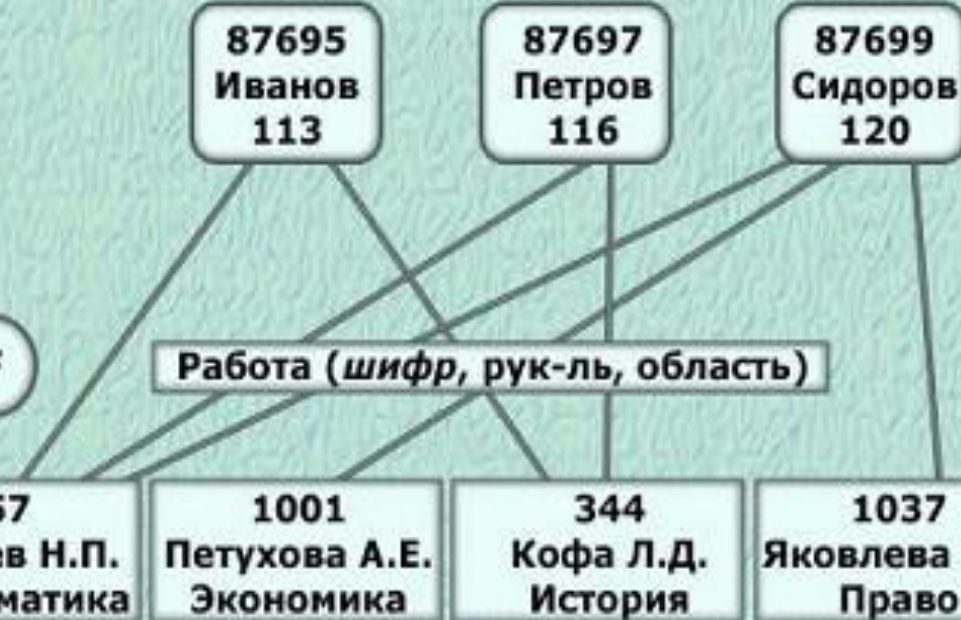 87695
Иванов
113
87697
Петров
116
87699
Сидоров
120
Работа (шифр, рук-ль, область)
Н.П.
1001
Петухова А.Е.
Экономика
344
Кофа Л.Д.
История
1037
Яковлева
Право